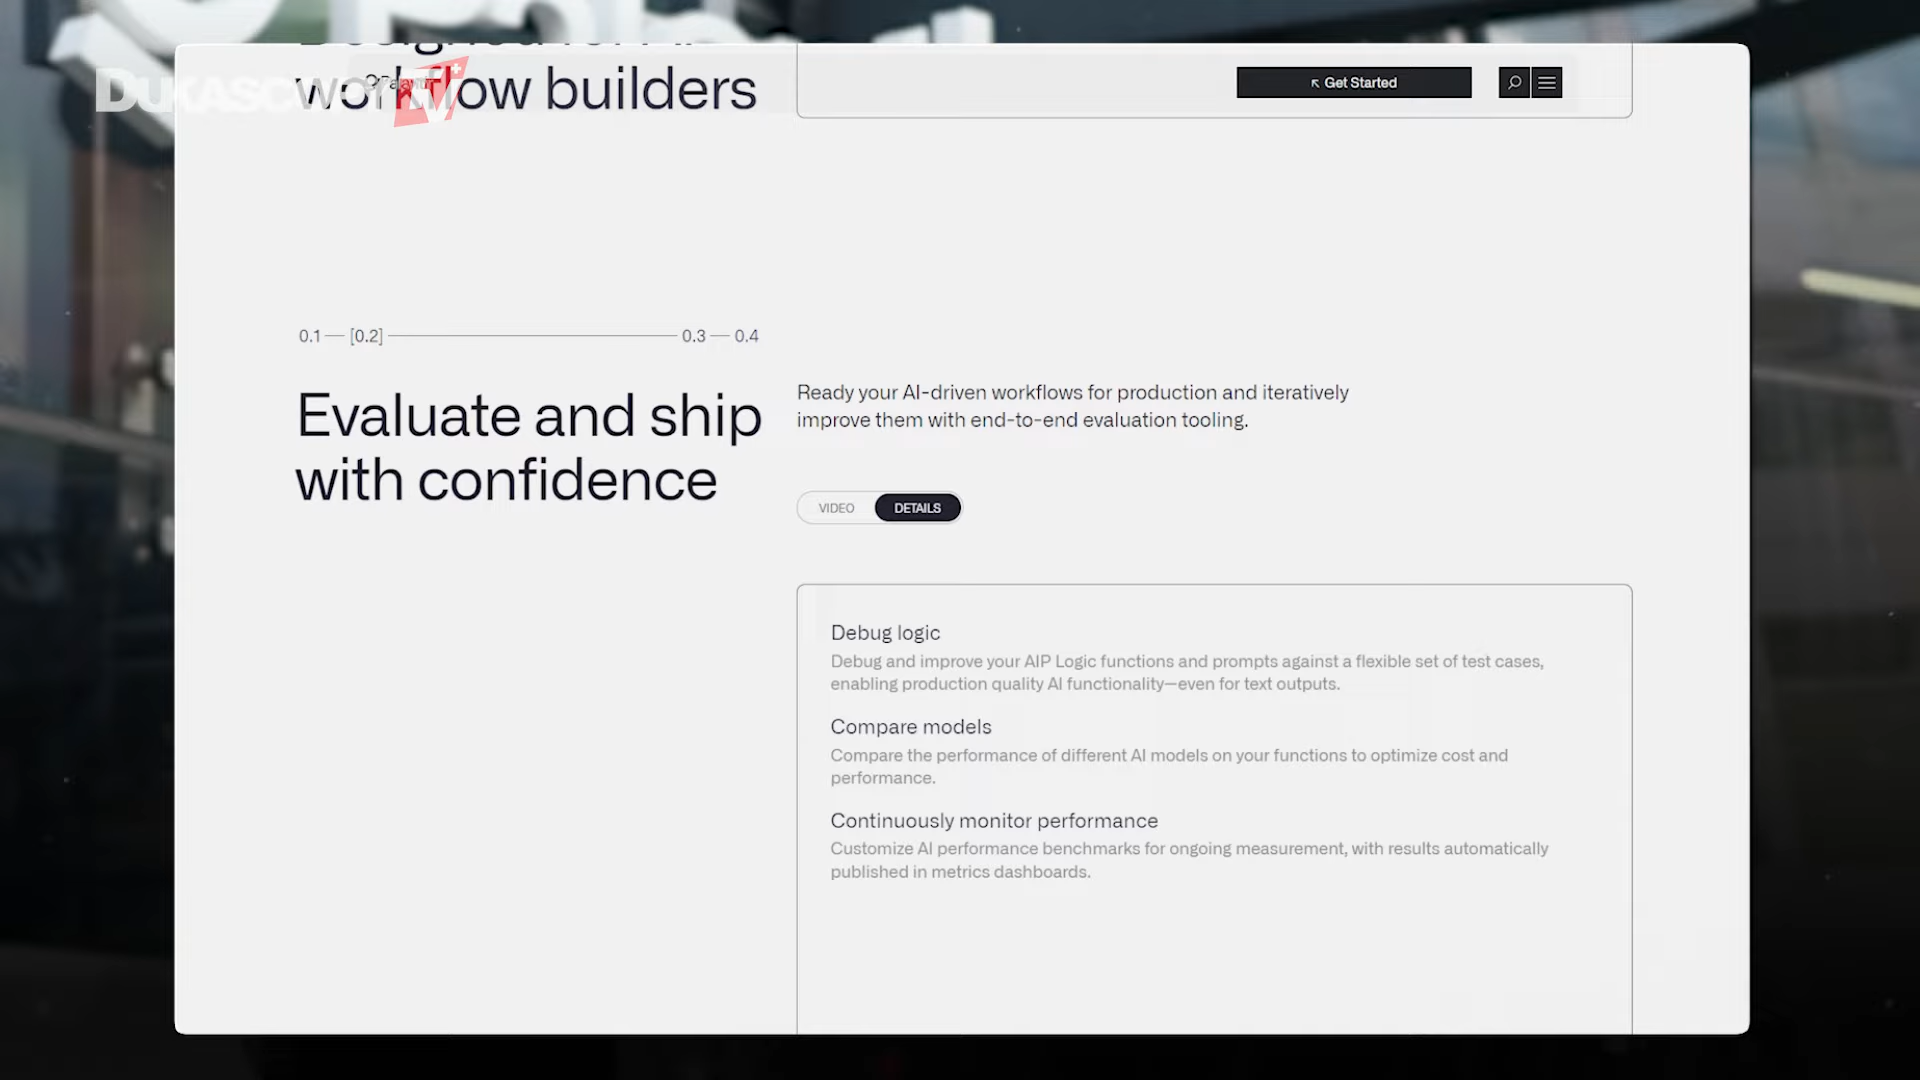 workflow builders
Get Started
0.1 — [0.2] — 0.3 — 0.4
Evaluate and ship
with confidence
Ready your AI-driven workflows for production and iteratively
improve them with end-to-end evaluation tooling.
VIDEO
DETAILS
Debug logic
Debug and improve your AIP Logic functions and prompts against a flexible set of test cases,
enabling production quality AI functionality—even for text outputs.
Compare models
Compare the performance of different AI models on your functions to optimize cost and
performance.
Continuously monitor performance
Customize AI performance benchmarks for ongoing measurement, with results automatically
published in metrics dashboards.